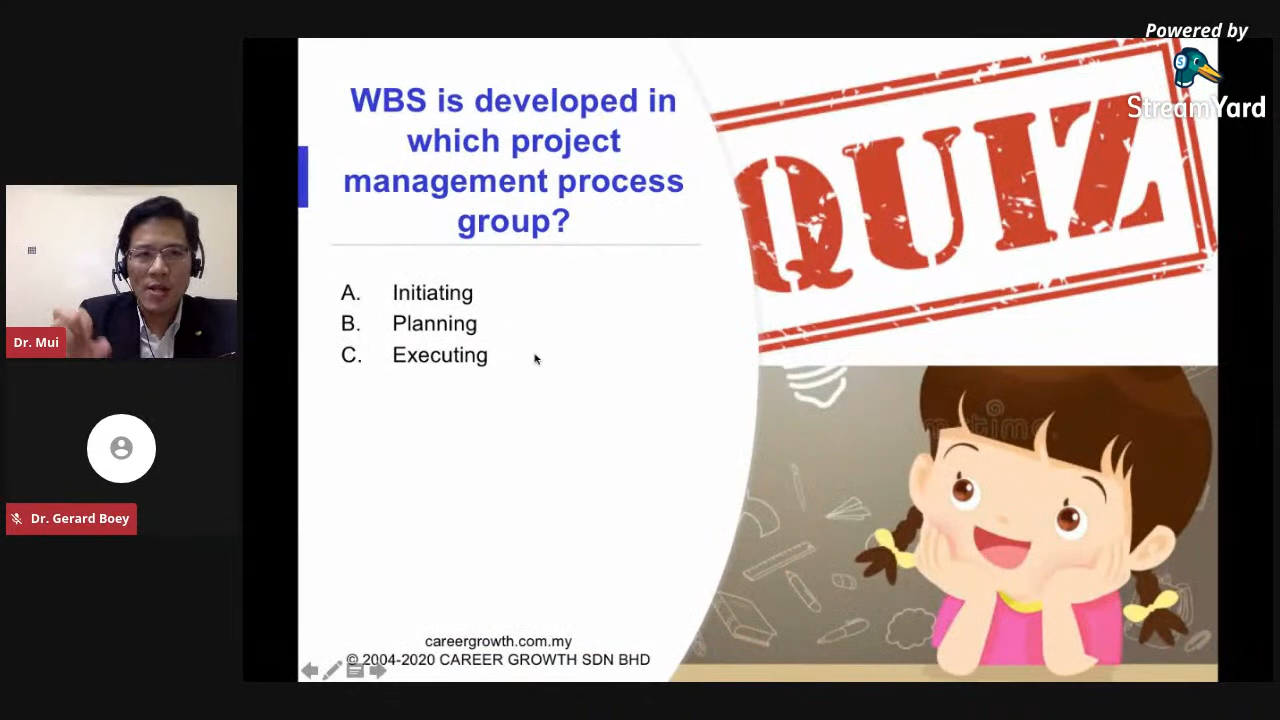 Powered by
StreamYard
WBS is developed in
which project
management process
group?
A. Initiating
B. Planning
C. Executing
QUIZ
Dr. Mui
Dr. Gerard Boey
careergrowth.com.my
© 2004-2020 CAREER GROWTH SDN BHD